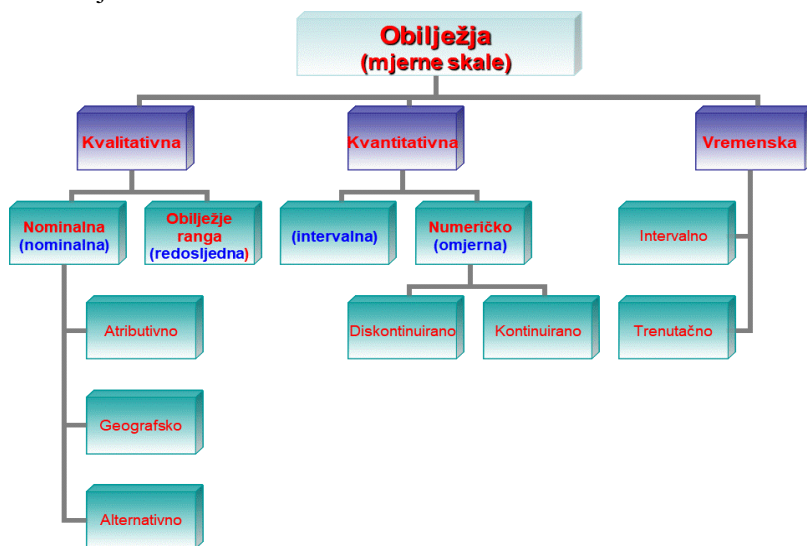 Obilježja
(mjerne skale)
Kvalitativna
Kvantitativna
Vremenska
Nominalna
(nominalna)
Obilježje
ranga
(redosljedna)
(intervalna)
Numeričko
(omjerna)
Intervalno
Atributivno
Diskontinuirano
Kontinuirano
Trenutačno
Geografsko
Alternativno